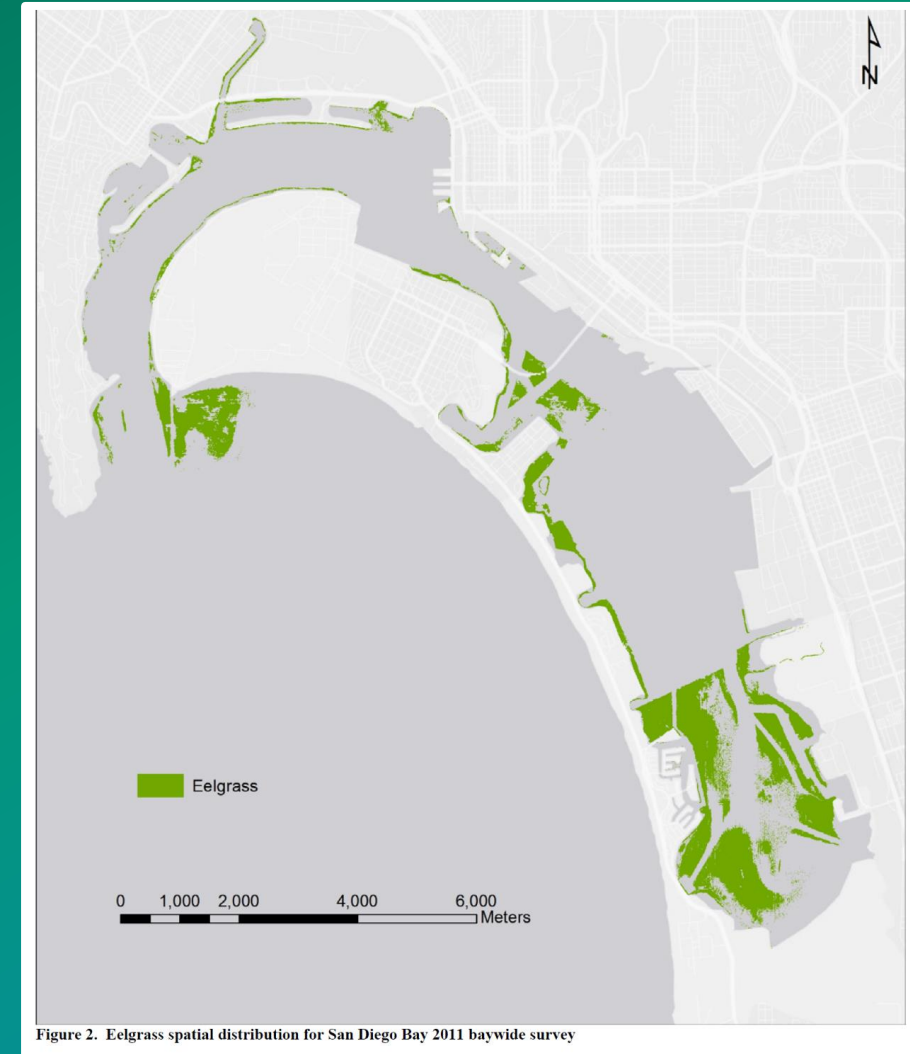 N
Eelgrass
0 1,000 2,000 4,000 6,000
Meters
Figure 2. Eelgrass spatial distribution for San Diego Bay 2011 baywide survey